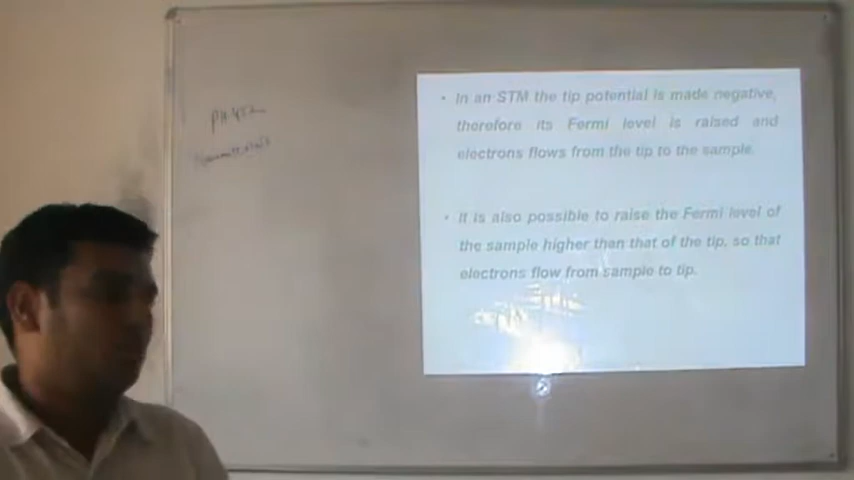 • In an STM the tip potential is made negative,
therefore its Fermi level is raised and
electrons flows from the tip to the sample.
• It is also possible to raise the Fermi level of
the sample higher then that of the tip, so that
electrons flow from sample to tip.